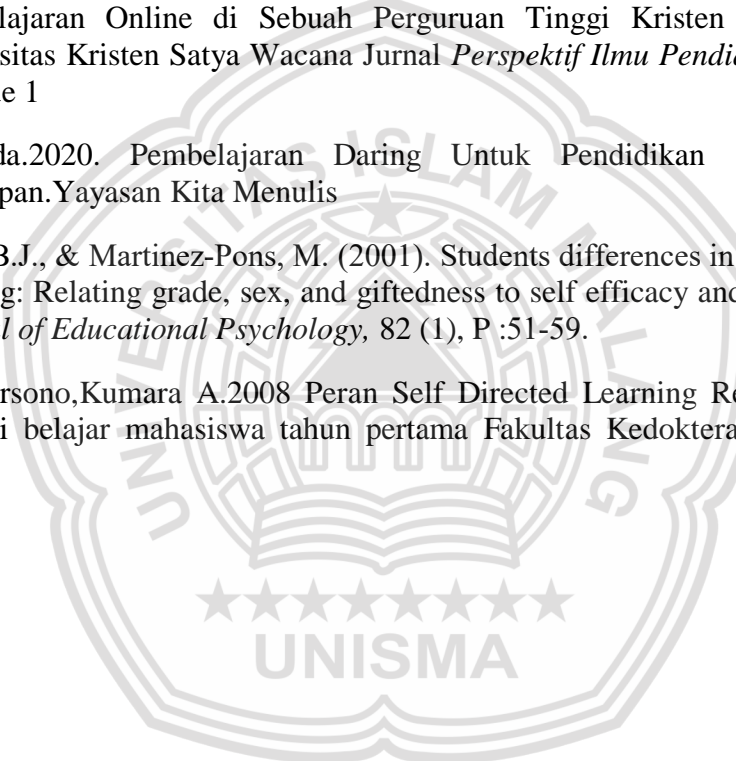 lajaran Online di Sebuah Perguruan Tinggi Kristen
sitas Kristen Satya Wacana Jurnal Perspektif Ilmu Pendi
e 1
da.2020. Pembelajaran Daring Untuk Pendidikan
pan.Yayasan Kita Menulis
B.J., & Martinez-Pons, M. (2001). Students differences in
g: Relating grade, sex, and giftedness to self efficacy and
l of Educational Psychology, 82 (1), P :51-59.
rsono,Kumara A.2008 Peran Self Directed Learning Re
i belajar mahasiswa tahun pertama Fakultas Kedoktera
UNIVERSITAS ISLAM MALANG
UNISMA